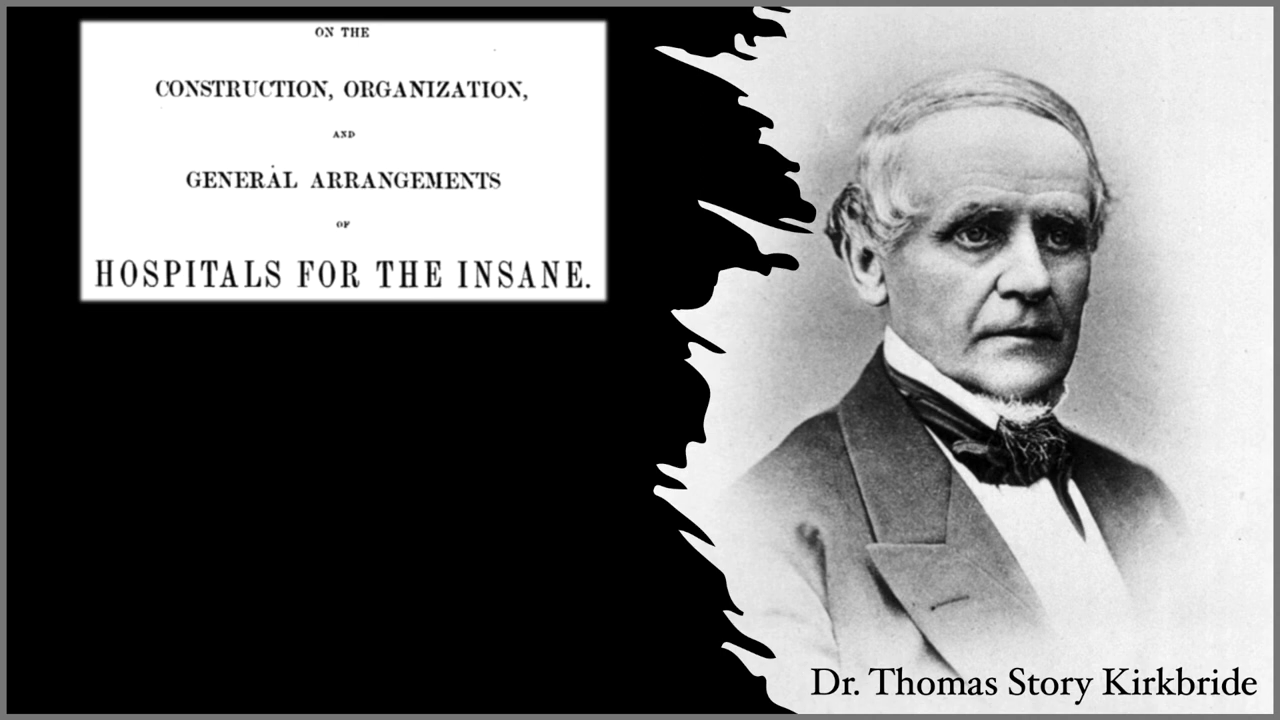 ON THE
CONSTRUCTION, ORGANIZATION,
AND
GENERAL ARRANGEMENTS
OF
HOSPITALS FOR THE INSANE.
Dr. Thomas Story Kirkbride